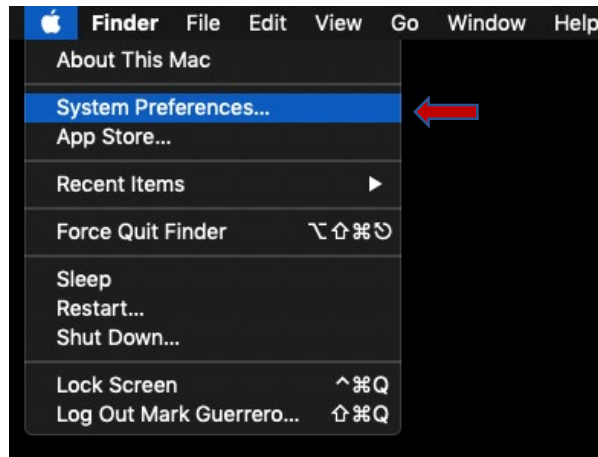 Finder File Edit View Go Window Help
About This Mac
System Preferences...
App Store...
Recent Items ▶
Force Quit Finder ⌥⇧⌘⎋
Sleep
Restart...
Shut Down...
Lock Screen ^⌘Q
Log Out Mark Guerrero... ⇧⌘Q